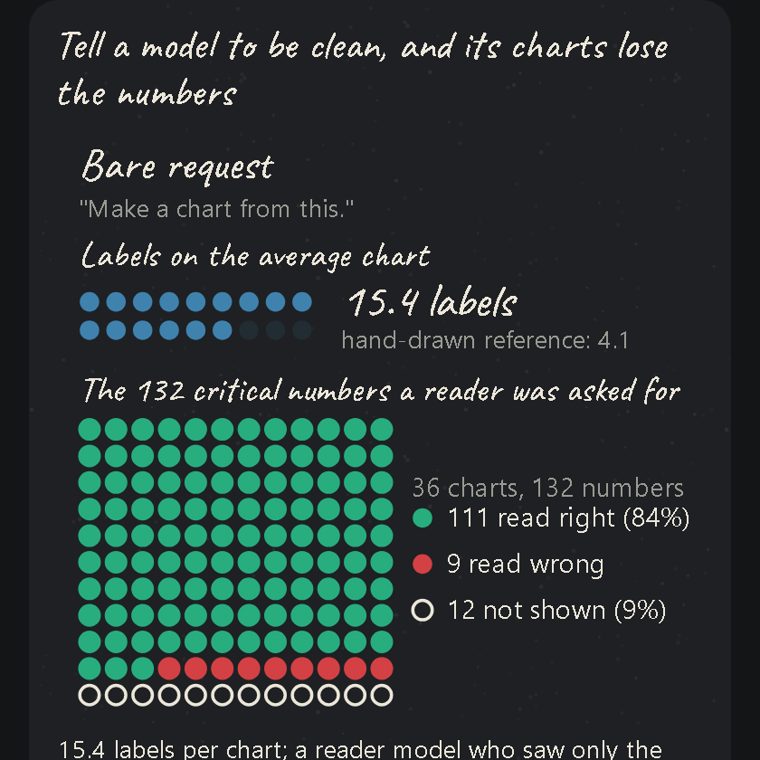 Tell a model to be clean, and its charts lose
the numbers
Bare request
"Make a chart from this."
Labels on the average chart
15.4 labels
hand-drawn reference: 4.1
The 132 critical numbers a reader was asked for
36 charts, 132 numbers
111 read right (84%)
9 read wrong
12 not shown (9%)
15.4 labels per chart; a reader model who saw only the